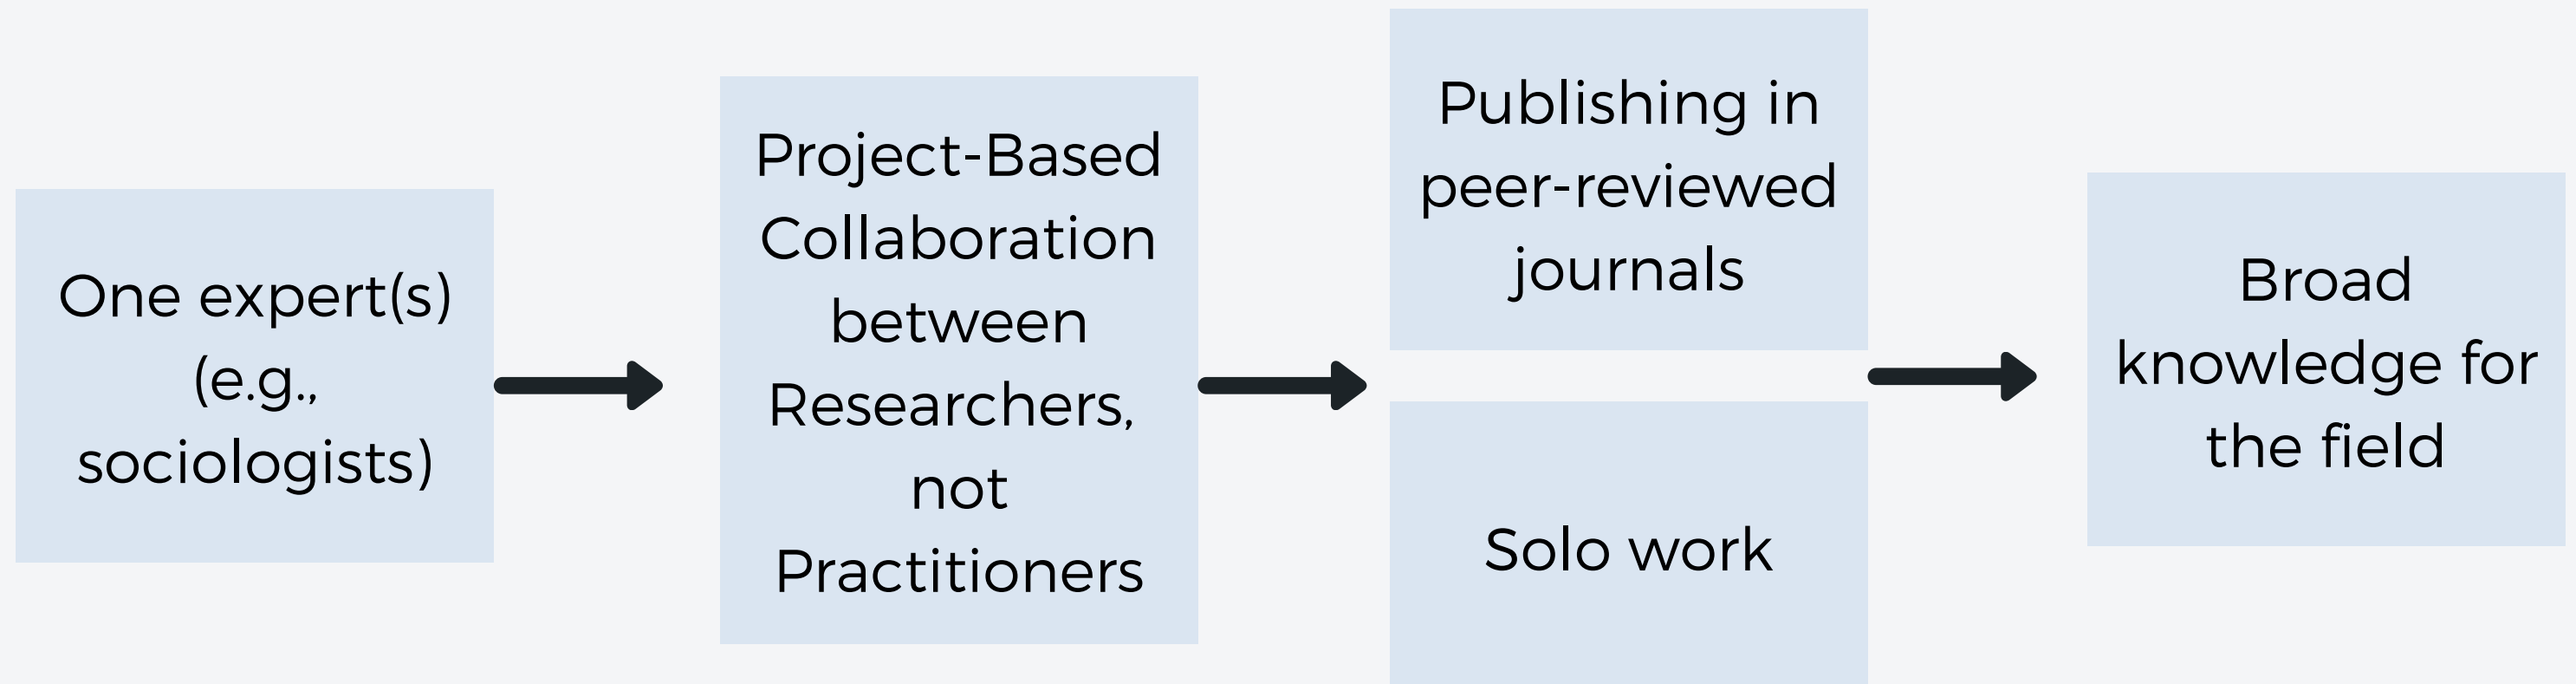 One expert(s)
(e.g.,
sociologists)
Project-Based
Collaboration
between
Researchers,
not
Practitioners
Publishing in
peer-reviewed
journals
Solo work
Broad
knowledge for
the field